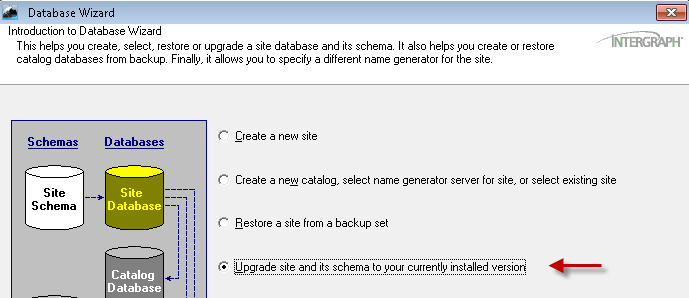 Database Wizard
Introduction to Database Wizard
This helps you create, select, restore or upgrade a site database and its schema. It also helps you create or restore
catalog databases from backup. Finally, it allows you to specify a different name generator for the site.
INTERGRAPH
Schemas Databases
Site
Schema
Site
Database
Catalog
Database
Create a new site
Create a new catalog, select name generator server for site, or select existing site
Restore a site from a backup set
Upgrade site and its schema to your currently installed version